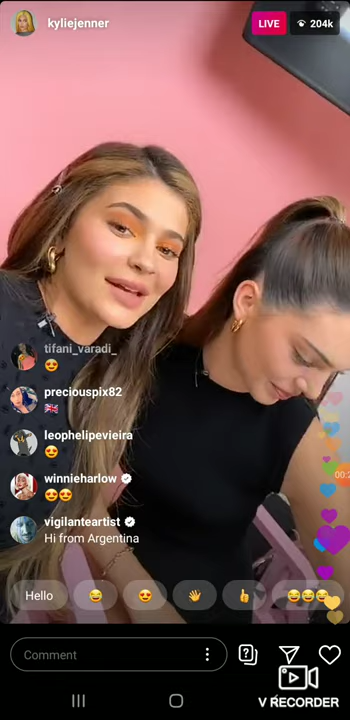 kyliejenner
LIVE
204k
tifani_varadi_
preciouspix82
leophelipevieira
winnieharlow
vigilanteartist
Hi from Argentina
Hello
Comment
V RECORDER